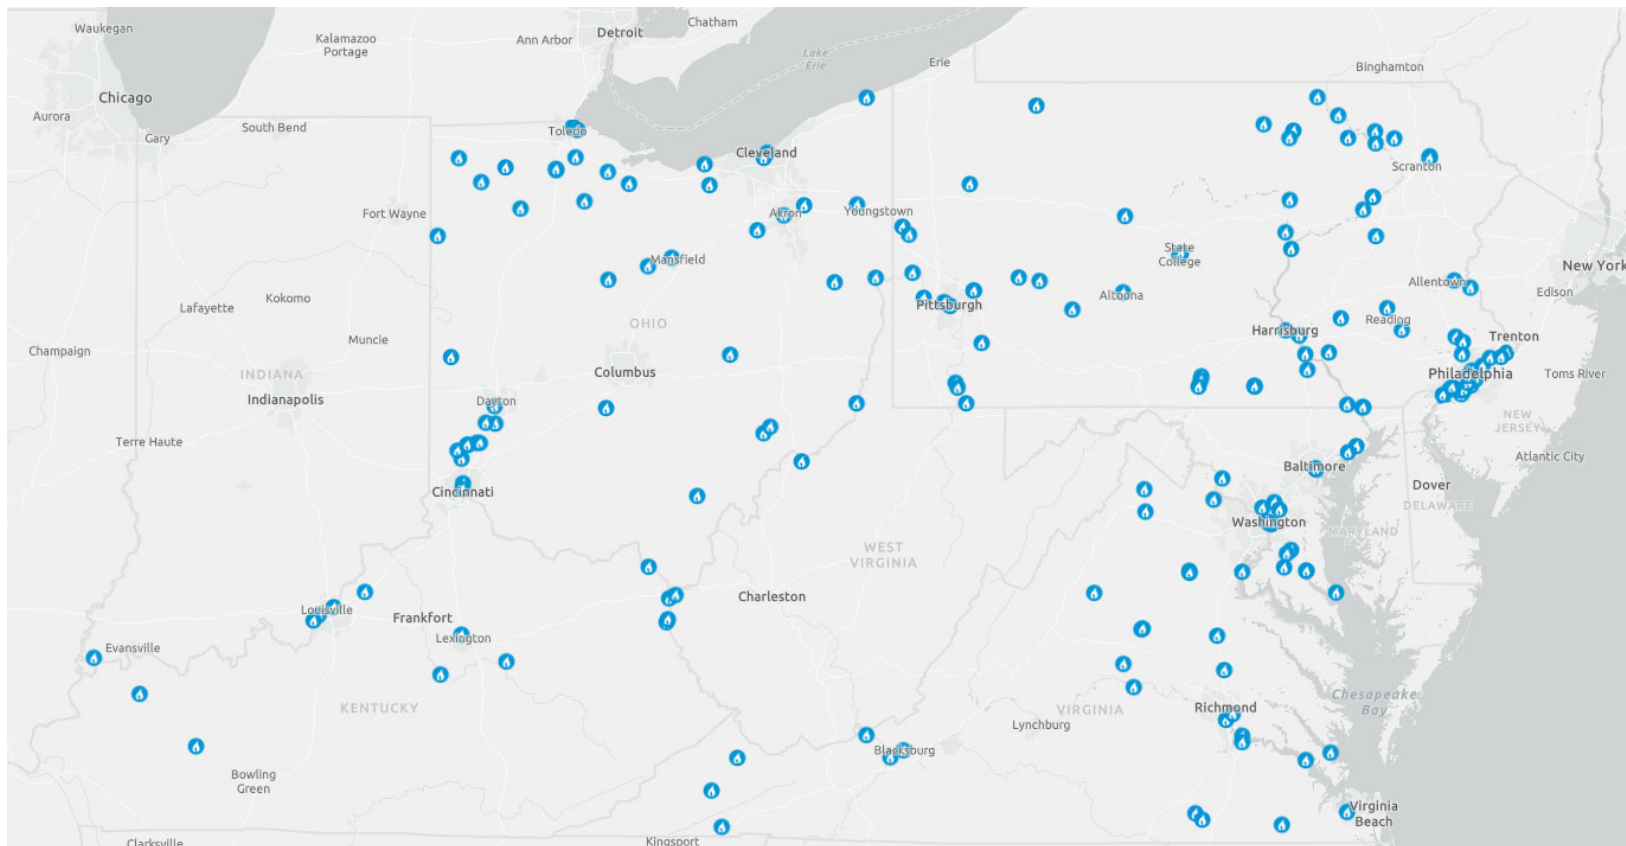 Waukegan
Kalamazoo
Portage
Ann Arbor
Detroit
Chatham
Lake
Erie
Erie
Binghamton
Chicago
Aurora
Gary
South Bend
Toledo
Cleveland
Scranton
Fort Wayne
Akron
Youngstown
State
College
New York
Mansfield
Lafayette
Kokomo
Allentown
Edison
Altoona
Pittsburgh
OHIO
Harrisburg
Reading
Trenton
Champaign
Muncie
INDIANA
Indianapolis
Columbus
Philadelphia
Toms River
Dayton
Terre Haute
NEW
JERSEY
Atlantic City
Baltimore
Cincinnati
Dover
DELAWARE
Washington
MARYLAND
WEST
VIRGINIA
Charleston
Louisville
Frankfort
Lexington
Evansville
KENTUCKY
Chesapeake
Bay
VIRGINIA
Richmond
Lynchburg
Blacksburg
Bowling
Green
Virginia
Beach
Clarksville
Kingsport